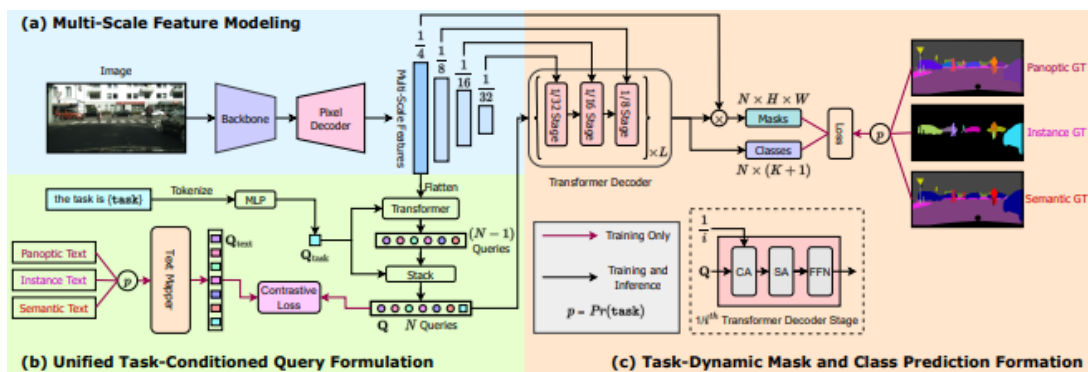 (a) Multi-Scale Feature Modeling
Image
Backbone
Pixel
Decoder
Multi-Scale Features
1/4
1/8
1/16
1/32
the task is {task}
Tokenize
MLP
Q_task
Flatten
Transformer
(N − 1)
Queries
Stack
Q N Queries
Panoptic Text
Instance Text
Semantic Text
p
Text Mapper
Q_text
Contrastive
Loss
(b) Unified Task-Conditioned Query Formulation
1/32 Stage
1/16 Stage
1/8 Stage
×L
Transformer Decoder
N × H × W
Masks
Classes
N × (K + 1)
Loss
p
Panoptic GT
Instance GT
Semantic GT
Training Only
Training and
Inference
p = Pr(task)
1/i
Q
CA
SA
FFN
1/i^th Transformer Decoder Stage
(c) Task-Dynamic Mask and Class Prediction Formation